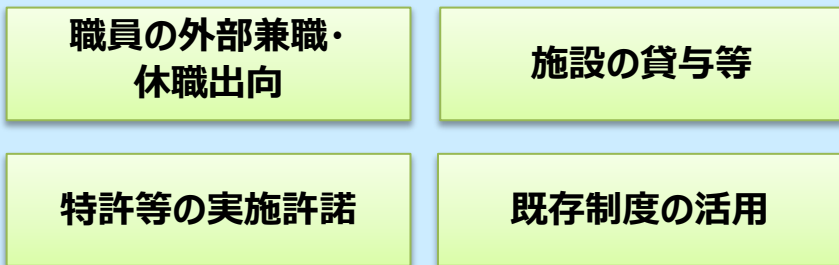 職員の外部兼職・
休職出向
施設の貸与等
特許等の実施許諾
既存制度の活用